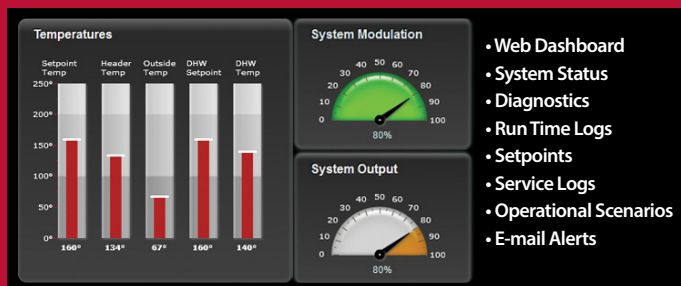 Temperatures
Setpoint Temp
Header Temp
Outside Temp
DHW Setpoint
DHW Temp
250°
200°
150°
100°
50°
0°
160°
134°
67°
160°
140°
System Modulation
0
10
20
30
40
50
60
70
80
90
100
80%
System Output
0
10
20
30
40
50
60
70
80
90
100
80%
• Web Dashboard
• System Status
• Diagnostics
• Run Time Logs
• Setpoints
• Service Logs
• Operational Scenarios
• E-mail Alerts